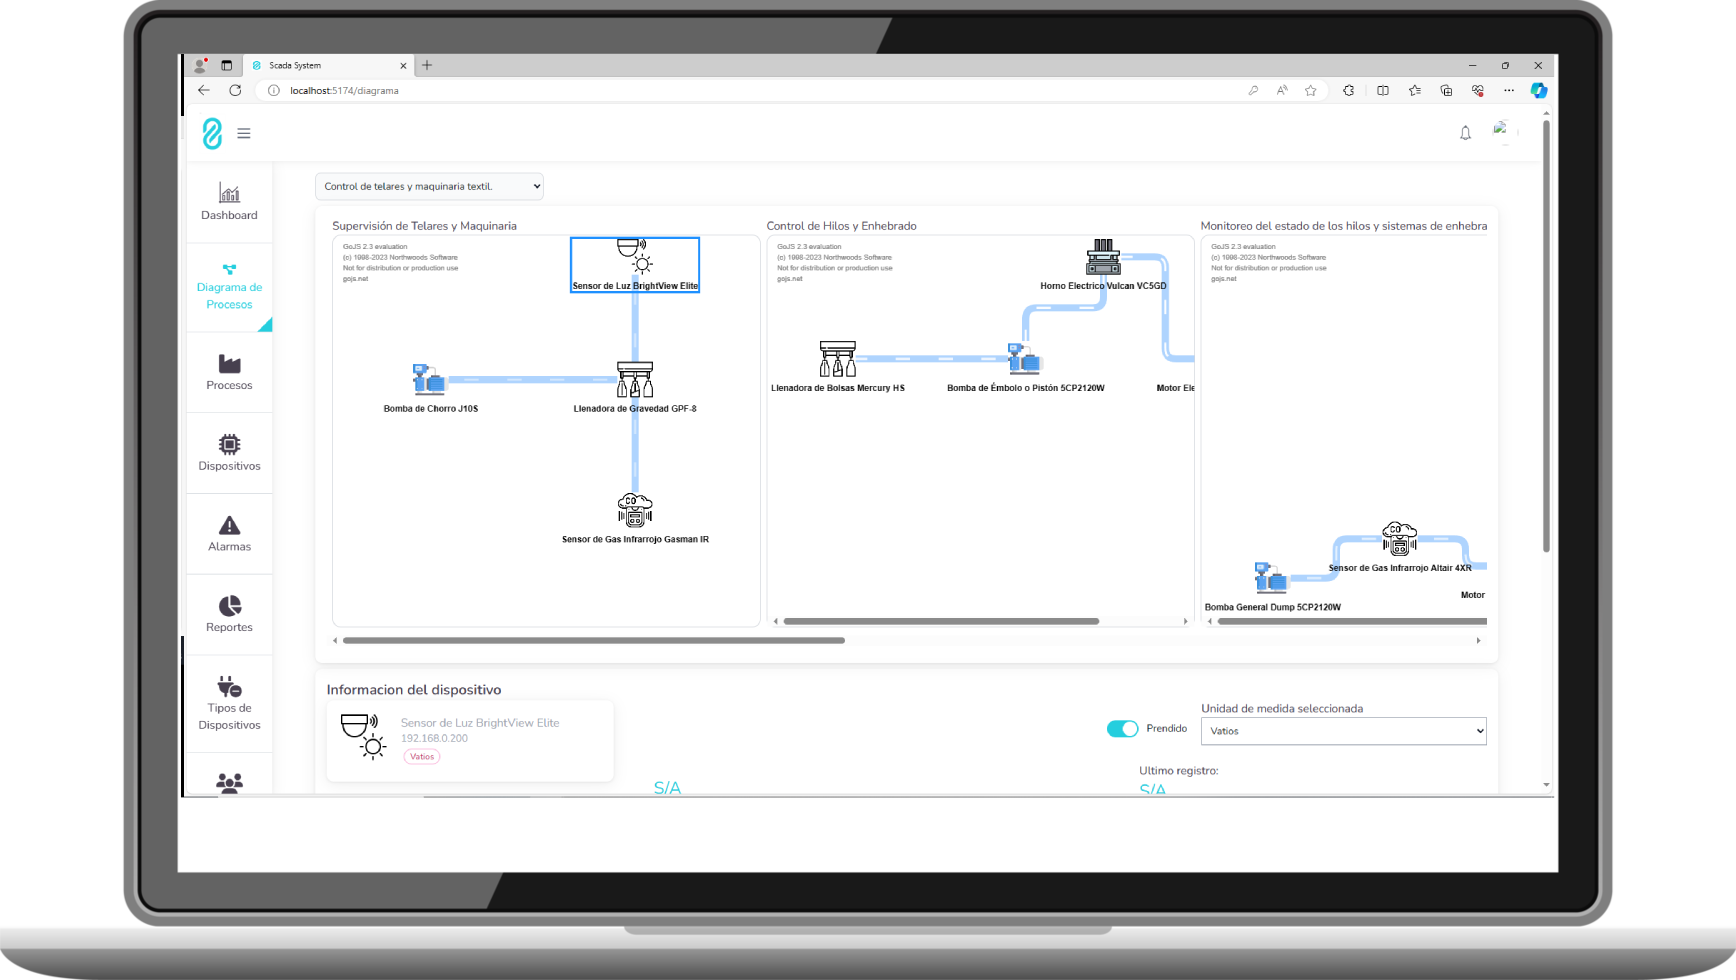 Scada System
localhost:5174/diagrama
Dashboard
Diagrama de
Procesos
Procesos
Dispositivos
Alarmas
Reportes
Tipos de
Dispositivos
Control de telares y maquinaria textil.
Supervisión de Telares y Maquinaria
GoJS 2.3 evaluation
(c) 1998-2023 Northwoods Software
Not for distribution or production use
gojs.net
Sensor de Luz BrightView Elite
Bomba de Chorro J10S
Llenadora de Gravedad GPF-8
Sensor de Gas Infrarrojo Gasman IR
Control de Hilos y Enhebrado
GoJS 2.3 evaluation
(c) 1998-2023 Northwoods Software
Not for distribution or production use
gojs.net
Horno Electrico Vulcan VC5GD
Llenadora de Bolsas Mercury HS
Bomba de Émbolo o Pistón 5CP2120W
Motor Ele
Monitoreo del estado de los hilos y sistemas de enhebra
GoJS 2.3 evaluation
(c) 1998-2023 Northwoods Software
Not for distribution or production use
gojs.net
Sensor de Gas Infrarrojo Altair 4XR
Motor
Bomba General Dump 5CP2120W
Informacion del dispositivo
Sensor de Luz BrightView Elite
192.168.0.200
Vatios
S/A
Prendido
Unidad de medida seleccionada
Vatios
Ultimo registro:
S/A